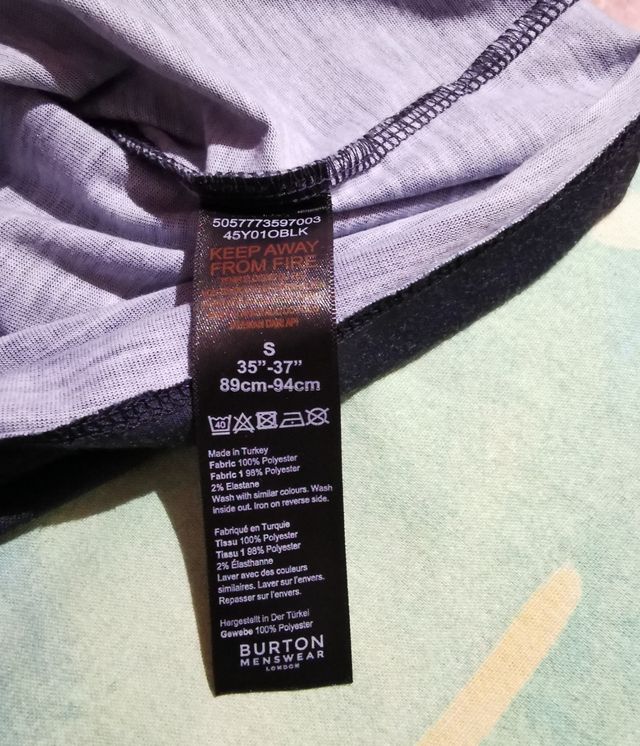 5057773597003
45Y01OBLK
KEEP AWAY
FROM FIRE
S
35”-37”
89cm-94cm
40
Made in Turkey
Fabric 100% Polyester
Fabric 1 98% Polyester
2% Elastane
Wash with similar colours. Wash
inside out. Iron on reverse side.
Fabriqué en Turquie
Tissu 100% Polyester
Tissu 1 98% Polyester
2% Élasthanne
Laver avec des couleurs
similaires. Laver sur l'envers.
Repasser sur l'envers.
Hergestellt in Der Türkei
Gewebe 100% Polyester
BURTON
MENSWEAR
LONDON